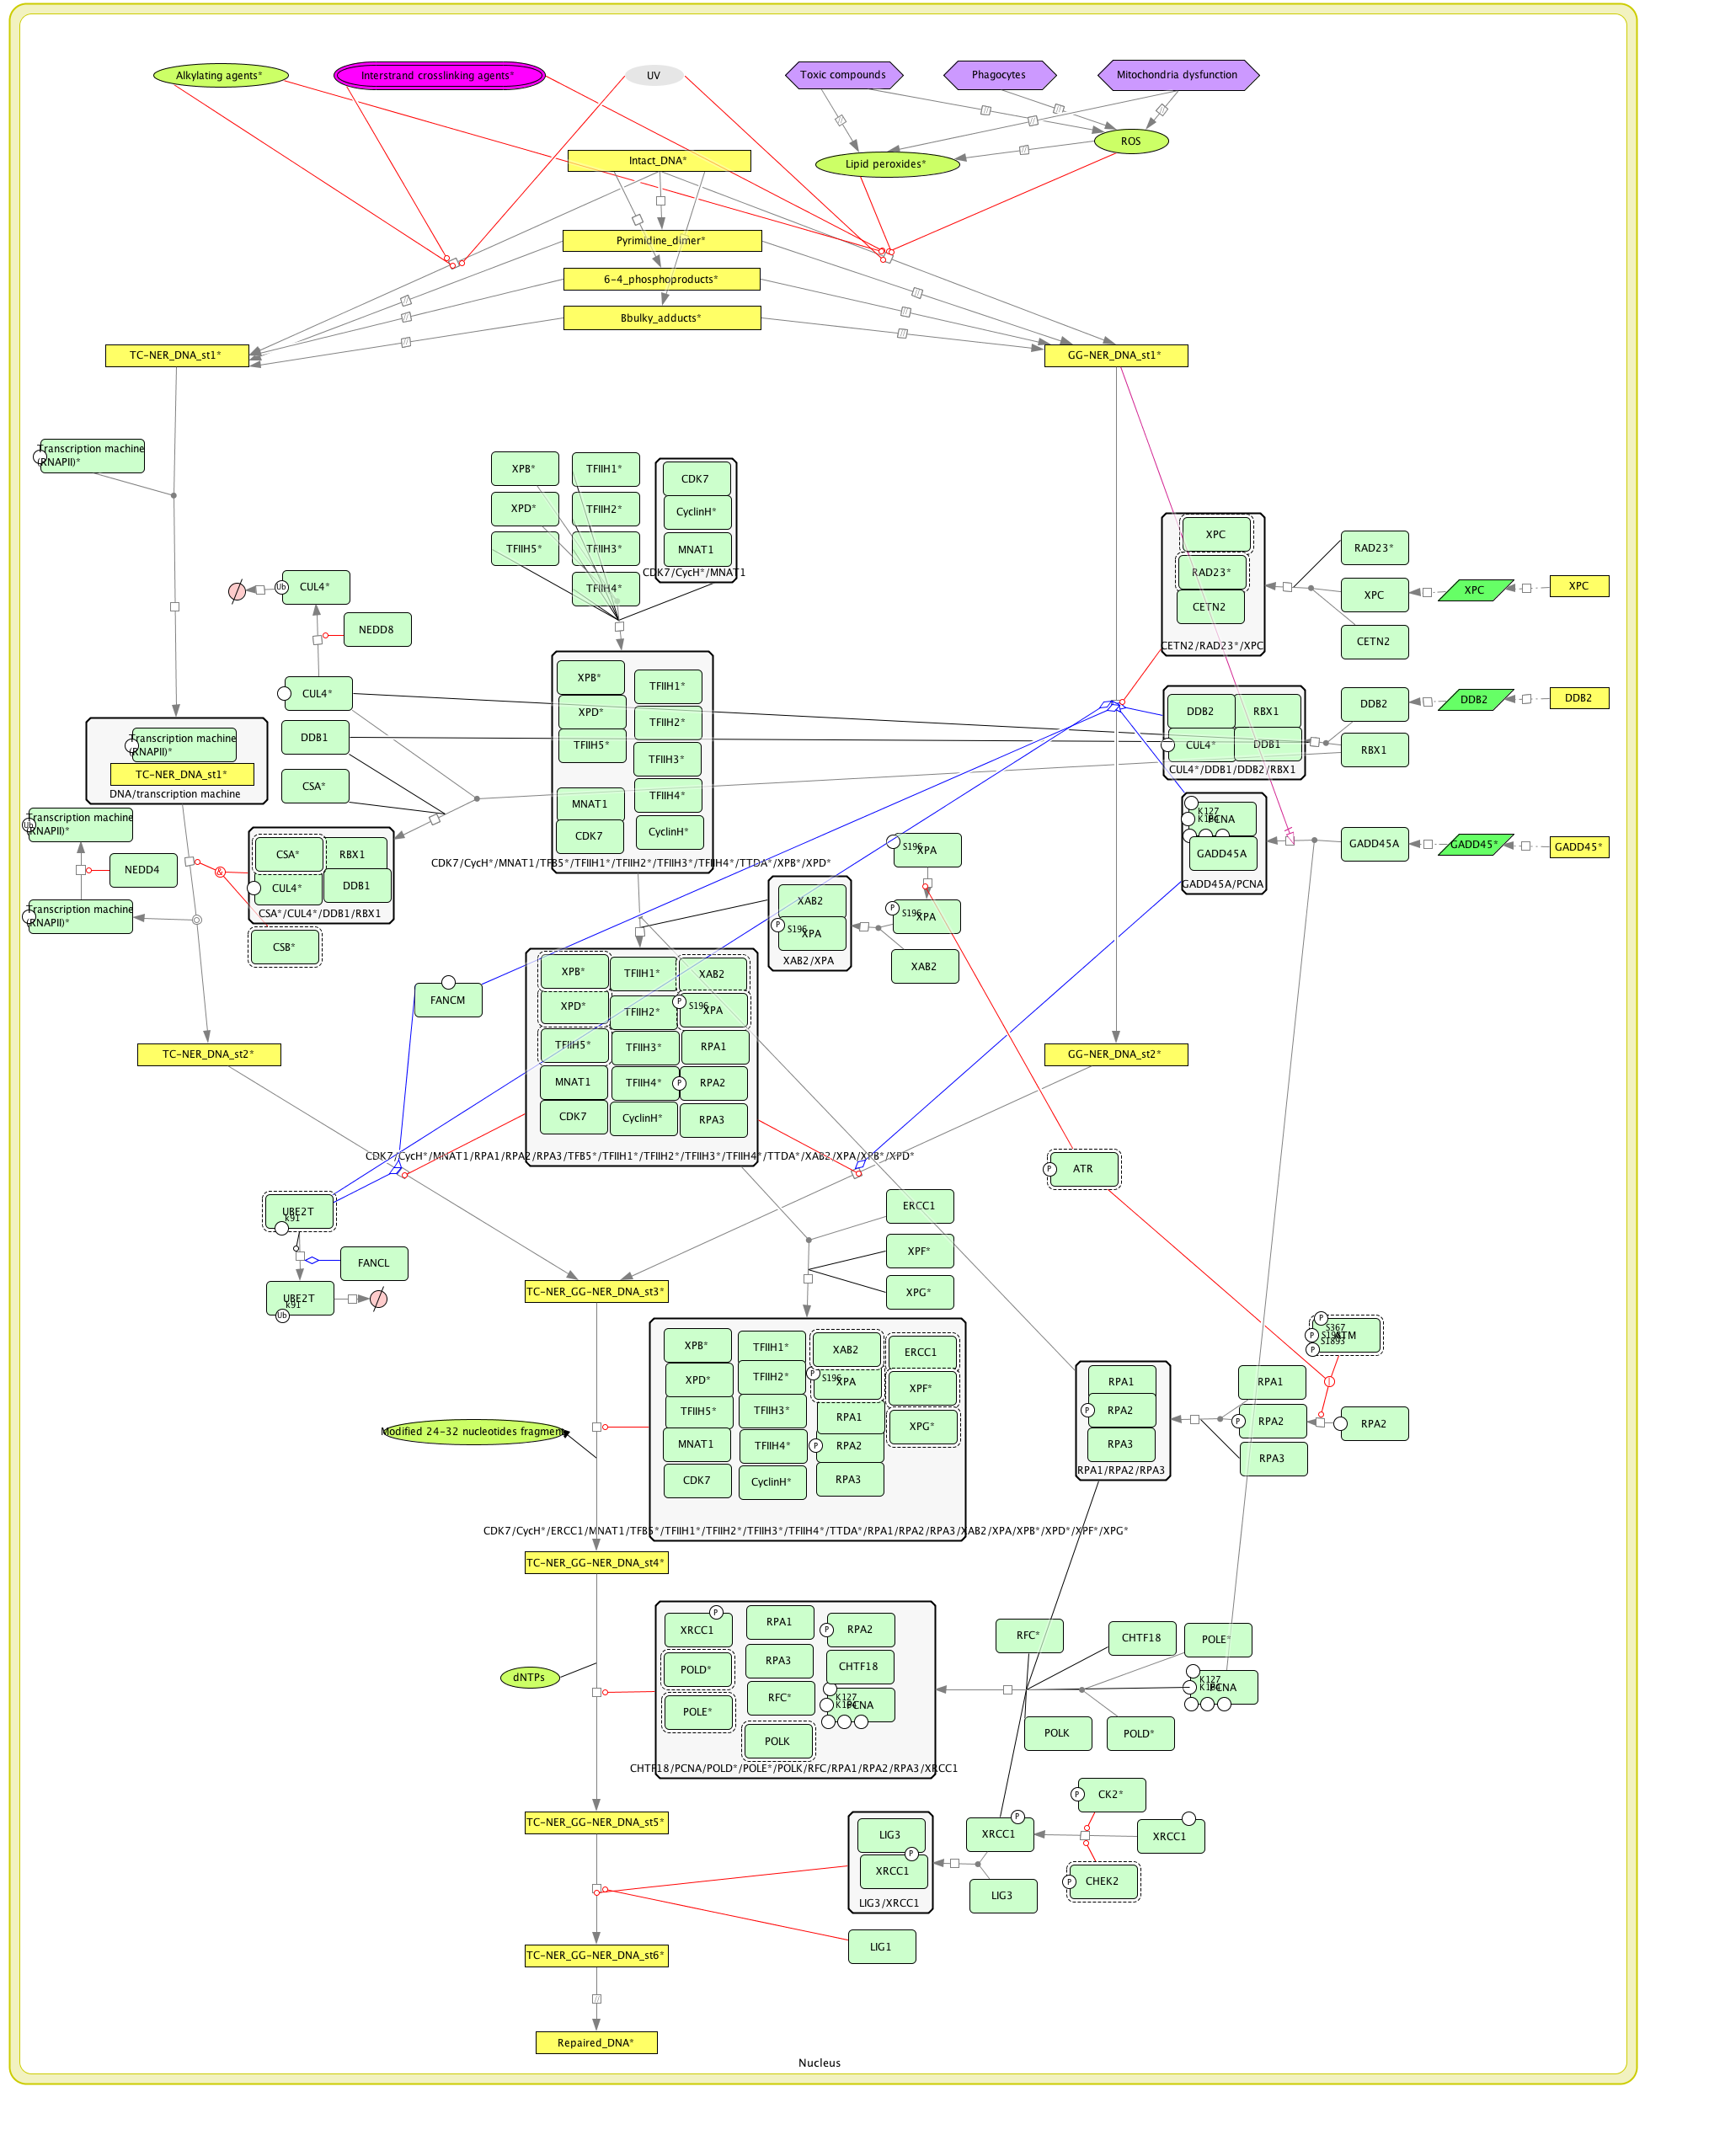 Alkylating agents*
Interstrand crosslinking agents*
UV
Toxic compounds
Phagocytes
Mitochondria dysfunction
ROS
Intact_DNA*
Lipid peroxides*
Pyrimidine_dimer*
6-4_phosphoproducts*
Bbulky_adducts*
TC-NER_DNA_st1*
GG-NER_DNA_st1*
Transcription machine
(RNAPII)*
XPB*
TFIIH1*
CDK7
XPD*
TFIIH2*
CyclinH*
TFIIH5*
TFIIH3*
MNAT1
TFIIH4*
CDK7/CycH*/MNAT1
XPC
RAD23*
CETN2
CETN2/RAD23*/XPC
RAD23*
XPC
XPC
XPC
CETN2
Ub
CUL4*
NEDD8
CUL4*
DDB1
CSA*
XPB*
TFIIH1*
XPD*
TFIIH2*
TFIIH5*
TFIIH3*
MNAT1
TFIIH4*
CDK7
CyclinH*
CDK7/CycH*/MNAT1/TFB5*/TFIIH1*/TFIIH2*/TFIIH3*/TFIIH4*/TTDA*/XPB*/XPD*
DDB2
RBX1
CUL4*
DDB1
CUL4*/DDB1/DDB2/RBX1
DDB2
DDB2
DDB2
RBX1
Transcription machine
(RNAPII)*
TC-NER_DNA_st1*
DNA/transcription machine
Ub
Transcription machine
(RNAPII)*
NEDD4
Transcription machine
(RNAPII)*
&
CSA*
RBX1
CUL4*
DDB1
CSA*/CUL4*/DDB1/RBX1
CSB*
K127
K164
PCNA
GADD45A
GADD45A/PCNA
GADD45A
GADD45*
GADD45*
S196
XPA
P
S196
XPA
XAB2
XAB2
P
S196
XPA
XAB2/XPA
FANCM
XPB*
TFIIH1*
XAB2
XPD*
TFIIH2*
P
S196
XPA
TFIIH5*
TFIIH3*
RPA1
MNAT1
TFIIH4*
P
RPA2
CDK7
CyclinH*
RPA3
CDK7/CycH*/MNAT1/RPA1/RPA2/RPA3/TFB5*/TFIIH1*/TFIIH2*/TFIIH3*/TFIIH4*/TTDA*/XAB2/XPA/XPB*/XPD*
TC-NER_DNA_st2*
GG-NER_DNA_st2*
P
ATR
UBE2T
k91
FANCL
UBE2T
k91
Ub
ERCC1
XPF*
XPG*
TC-NER_GG-NER_DNA_st3*
XPB*
TFIIH1*
XAB2
ERCC1
XPD*
TFIIH2*
P
S196
XPA
XPF*
TFIIH5*
TFIIH3*
RPA1
XPG*
MNAT1
TFIIH4*
P
RPA2
CDK7
CyclinH*
RPA3
CDK7/CycH*/ERCC1/MNAT1/TFB5*/TFIIH1*/TFIIH2*/TFIIH3*/TFIIH4*/TTDA*/RPA1/RPA2/RPA3/XAB2/XPA/XPB*/XPD*/XPF*/XPG*
Modified 24-32 nucleotides fragment
P
S367
P
ATM
P
S1893
RPA1
P
RPA2
RPA3
RPA1/RPA2/RPA3
RPA1
P
RPA2
RPA3
RPA2
TC-NER_GG-NER_DNA_st4*
P
XRCC1
RPA1
P
RPA2
POLD*
RPA3
CHTF18
POLE*
RFC*
K127
K164
PCNA
POLK
CHTF18/PCNA/POLD*/POLE*/POLK/RFC/RPA1/RPA2/RPA3/XRCC1
dNTPs
RFC*
CHTF18
POLE*
K127
K164
PCNA
POLK
POLD*
TC-NER_GG-NER_DNA_st5*
LIG3
P
XRCC1
LIG3/XRCC1
P
XRCC1
LIG3
P
CK2*
XRCC1
P
CHEK2
LIG1
TC-NER_GG-NER_DNA_st6*
Repaired_DNA*
Nucleus